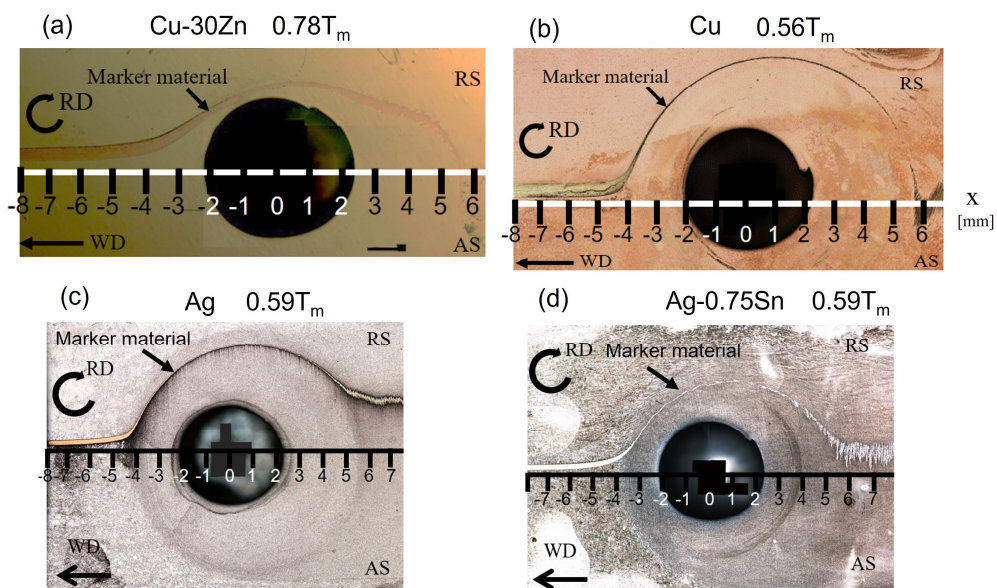 (a) Cu-30Zn 0.78Tm
Marker material
RS
RD
-8 -7 -6 -5 -4 -3 -2 -1 0 1 2 3 4 5 6
WD
AS
(b) Cu 0.56Tm
Marker material
RS
RD
x
[mm]
-8 -7 -6 -5 -4 -3 -2 -1 0 1 2 3 4 5 6
WD
AS
(c) Ag 0.59Tm
Marker material
RS
RD
-8 -7 -6 -5 -4 -3 -2 -1 0 1 2 3 4 5 6 7
WD
AS
(d) Ag-0.75Sn 0.59Tm
RD
Marker material
RS
-7 -6 -5 -4 -3 -2 -1 0 1 2 3 4 5 6 7
WD
AS